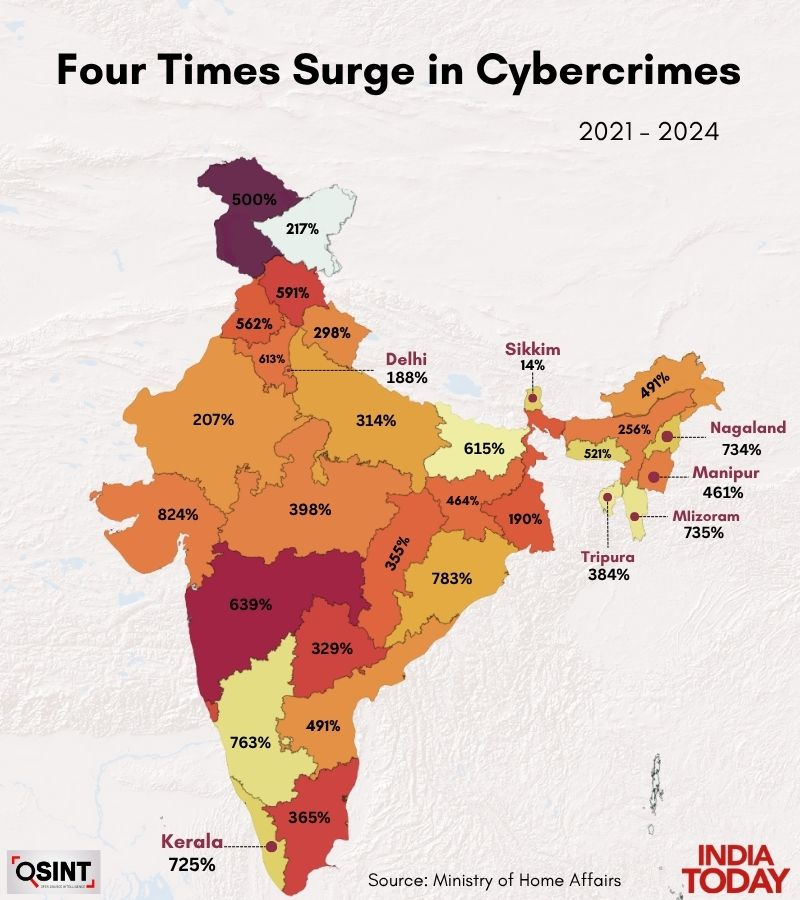 Four Times Surge in Cybercrimes
2021 - 2024
500%
217%
591%
562%
298%
613%
Delhi
188%
Sikkim
14%
491%
207%
314%
615%
256%
521%
Nagaland
734%
Manipur
461%
Mlizoram
735%
Tripura
384%
824%
398%
464%
190%
355%
783%
639%
329%
491%
763%
365%
Kerala
725%
Source: Ministry of Home Affairs
OSINT
OPEN SOURCE INTELLIGENCE
INDIA
TODAY